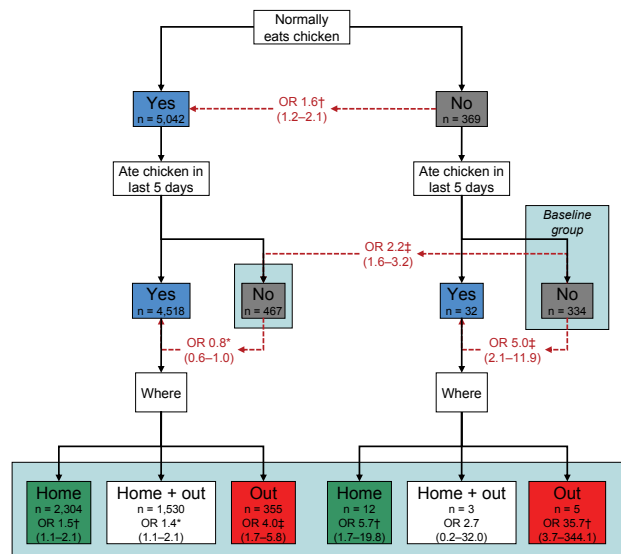 Normally
eats chicken
Yes
n = 5,042
OR 1.6†
(1.2–2.1)
No
n = 369
Ate chicken in
last 5 days
Ate chicken in
last 5 days
Baseline
group
OR 2.2‡
(1.6–3.2)
Yes
n = 4,518
No
n = 467
Yes
n = 32
No
n = 334
OR 0.8*
(0.6–1.0)
OR 5.0‡
(2.1–11.9)
Where
Where
Home
n = 2,304
OR 1.5†
(1.1–2.1)
Home + out
n = 1,530
OR 1.4*
(1.1–2.1)
Out
n = 355
OR 4.0‡
(1.7–5.8)
Home
n = 12
OR 5.7†
(1.7–19.8)
Home + out
n = 3
OR 2.7
(0.2–32.0)
Out
n = 5
OR 35.7†
(3.7–344.1)